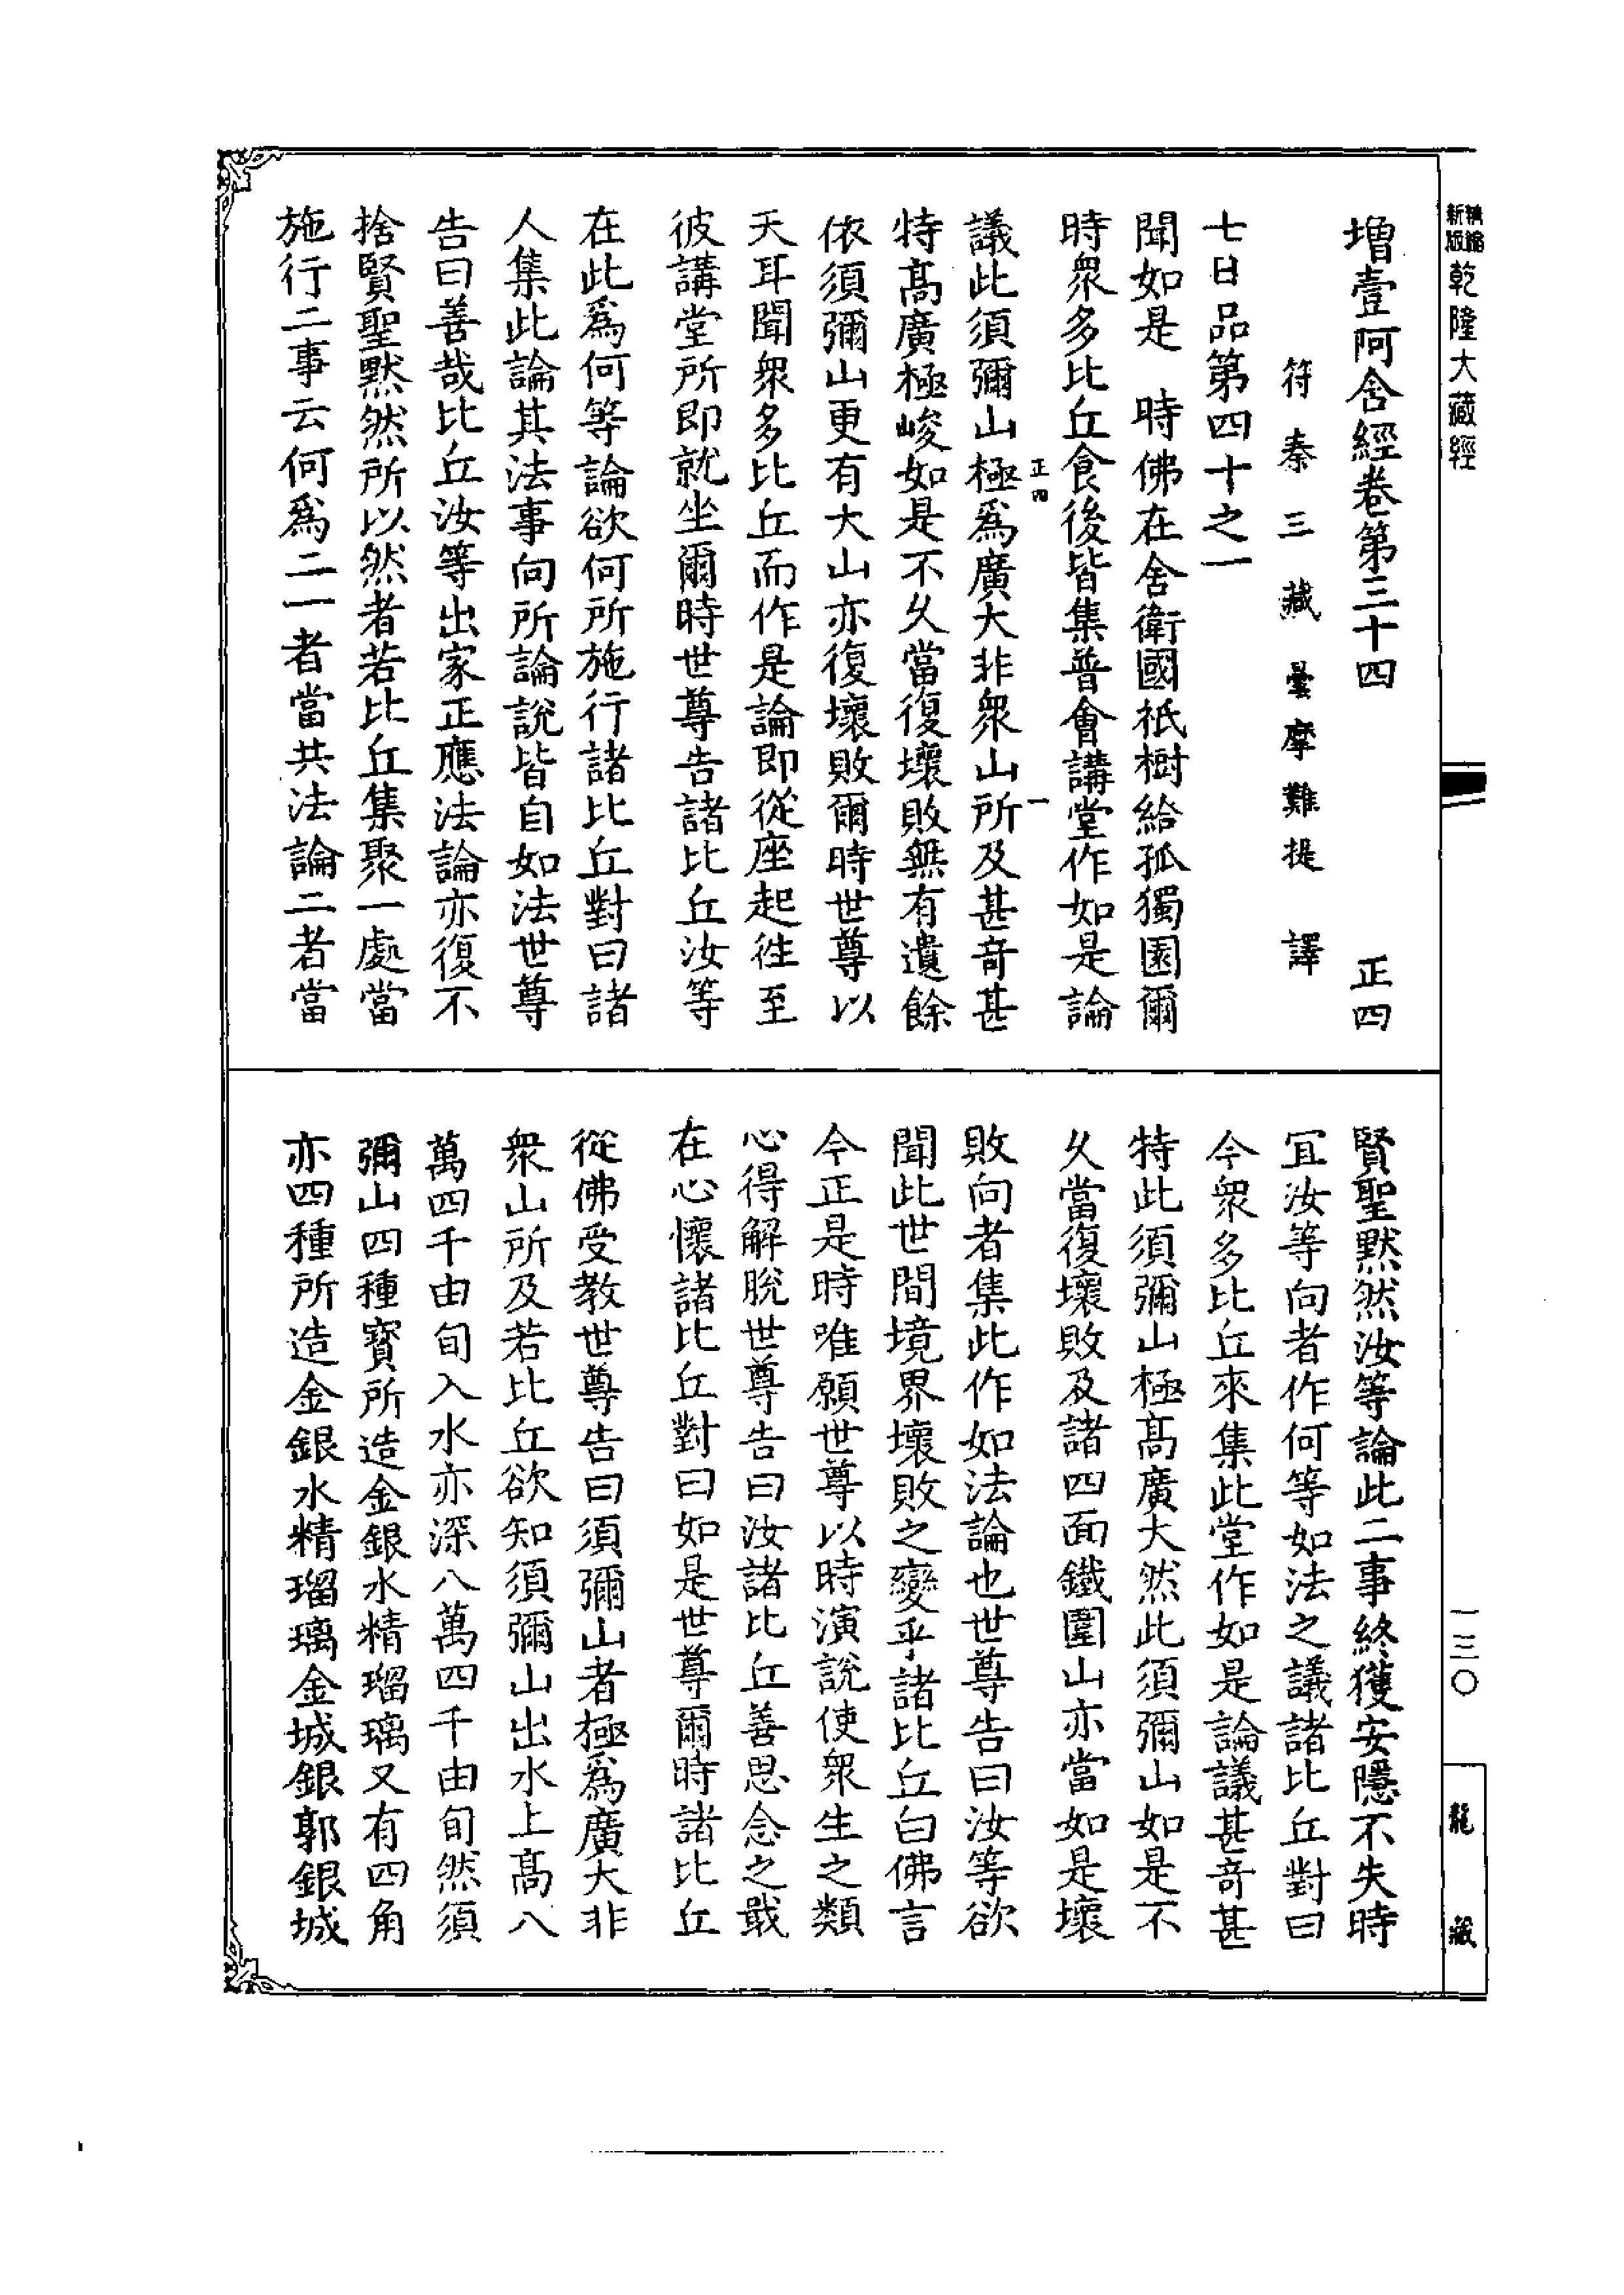 新編縮版
乾隆大藏經
增壹阿含經卷第三十四 正四
符秦三藏曇摩難提譯
七日品第四十之一
聞如是 時佛在舍衛國祇樹給孤獨園爾
時衆多比丘食後皆集普會講堂作如是論
正四 一
議此須彌山極爲廣大非衆山所及甚奇甚
特高廣極峻如是不久當復壞敗無有遺餘
依須彌山更有大山亦復壞敗爾時世尊以
天耳聞衆多比丘而作是論即從座起往至
彼講堂所即就坐爾時世尊告諸比丘汝等
在此爲何等論欲何所施行諸比丘對曰諸
人集此論其法事向所論說皆自如法世尊
告曰善哉比丘汝等出家正應法論亦復不
捨賢聖默然所以然者若比丘集聚一處當
施行二事云何爲二一者當共法論二者當
賢聖默然汝等論此二事終獲安隱不失時
宜汝等向者作何等如法之議諸比丘對曰
今衆多比丘來集此堂作如是論議甚奇甚
特此須彌山極高廣大然此須彌山如是不
久當復壞敗及諸四面鐵圍山亦當如是壞
敗向者集此作如法論也世尊告曰汝等欲
聞此世間境界壞敗之變乎諸比丘白佛言
今正是時唯願世尊以時演說使衆生之類
心得解脫世尊告曰汝諸比丘善思念之戢
在心懷諸比丘對曰如是世尊爾時諸比丘
從佛受教世尊告曰須彌山者極爲廣大非
衆山所及若比丘欲知須彌山出水上高八
萬四千由旬入水亦深八萬四千由旬然須
彌山四種寶所造金銀水精瑠璃又有四角
亦四種所造金銀水精瑠璃金城銀郭銀城
一三〇
龍藏